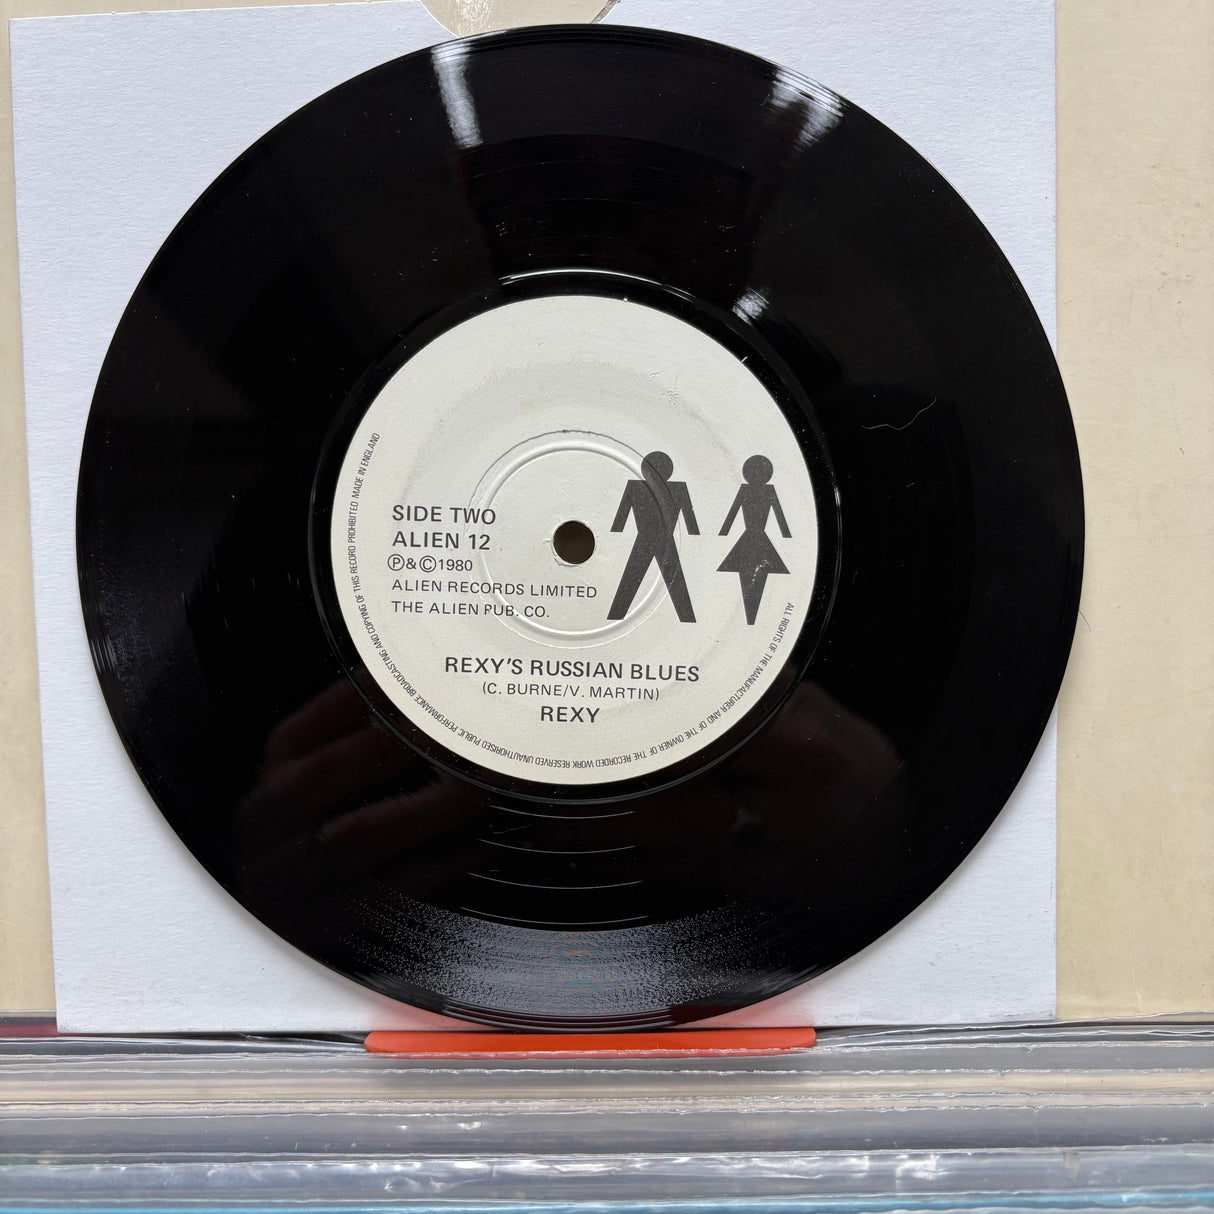 SIDE TWO
ALIEN 12
Ⓟ&©1980
ALIEN RECORDS LIMITED
THE ALIEN PUB. CO.
REXY'S RUSSIAN BLUES
(C. BURNE/V. MARTIN)
REXY
ALL RIGHTS OF THE MANUFACTURER AND OF THE OWNER OF THE RECORDED WORK RESERVED UNAUTHORISED PUBLIC PERFORMANCE BROADCASTING AND COPYING OF THIS RECORD PROHIBITED MADE IN ENGLAND